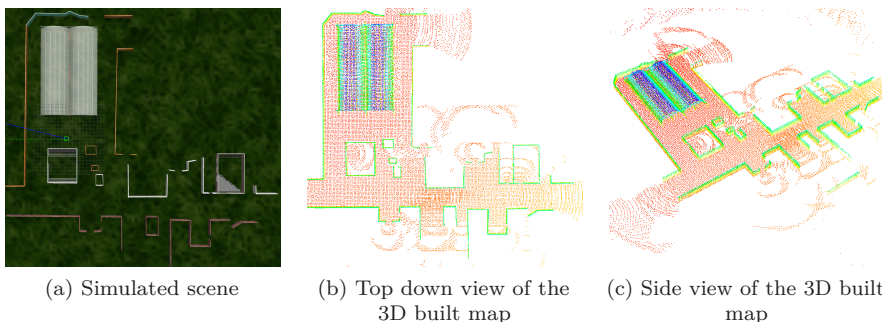 (a) Simulated scene
(b) Top down view of the
3D built map
(c) Side view of the 3D built
map